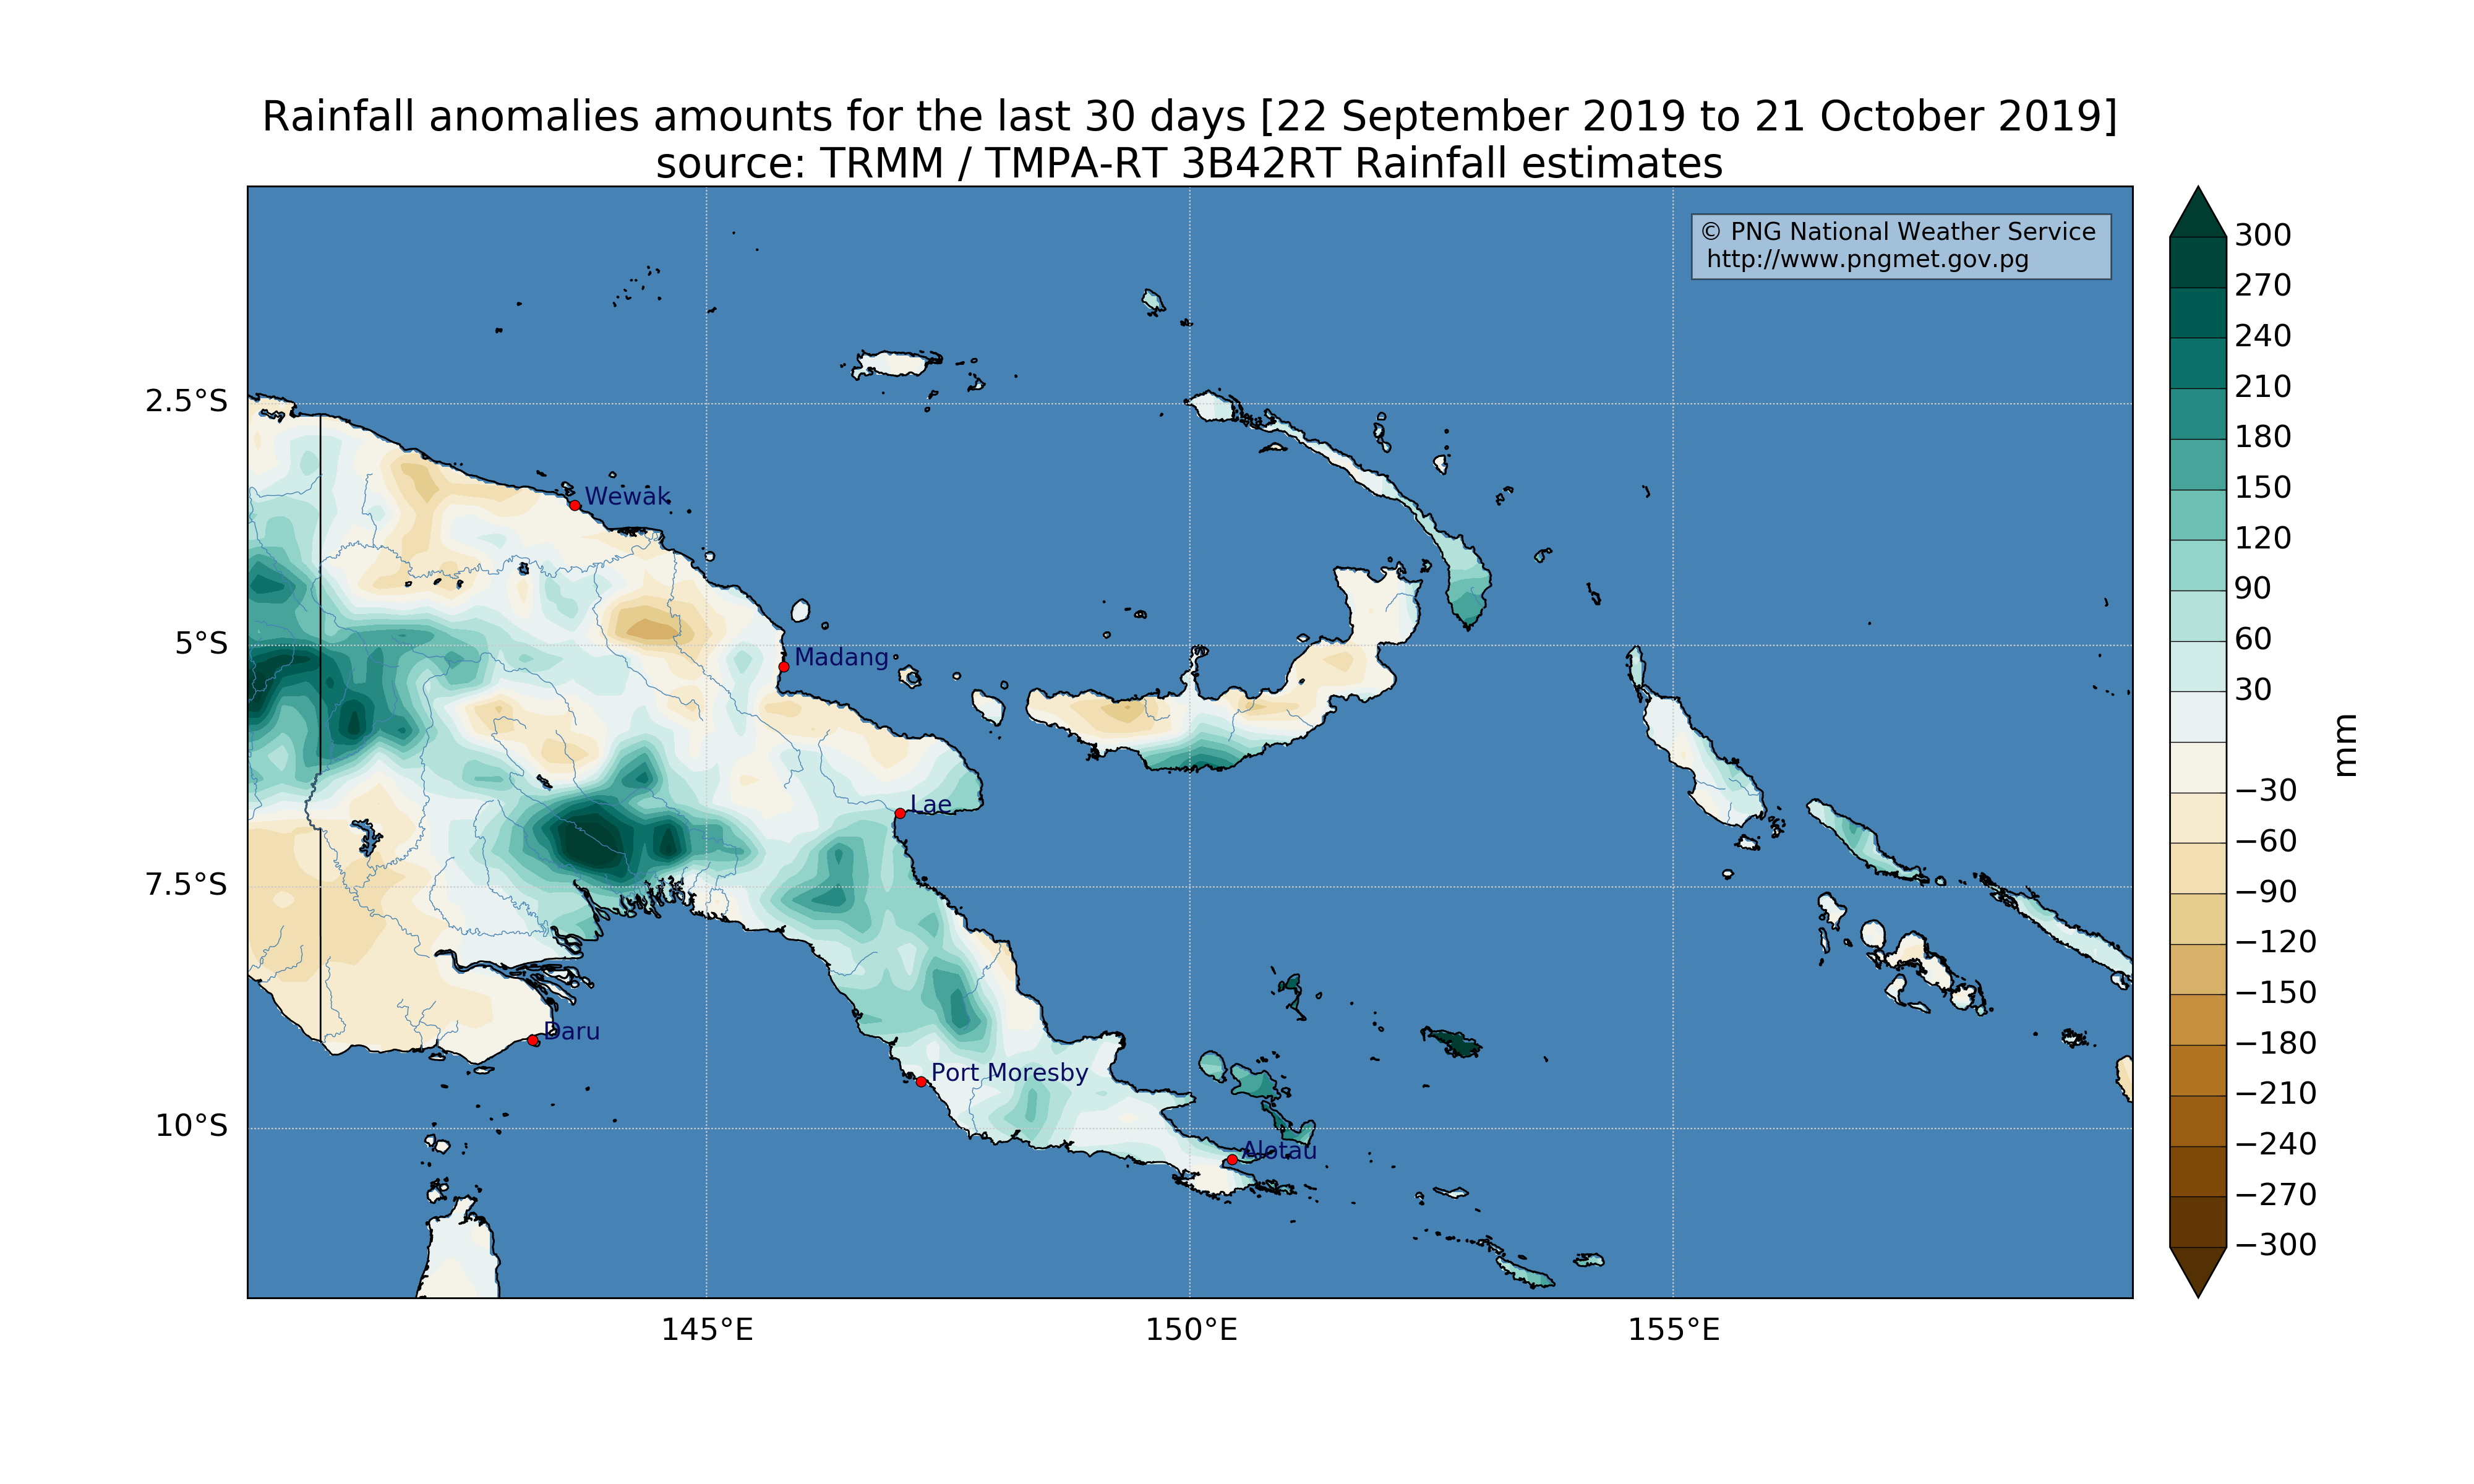 Rainfall anomalies amounts for the last 30 days [22 September 2019 to 21 October 2019]
source: TRMM / TMPA-RT 3B42RT Rainfall estimates
© PNG National Weather Service
http://www.pngmet.gov.pg
2.5°S
5°S
7.5°S
10°S
Wewak
Madang
Lae
Daru
Port Moresby
Alotau
145°E
150°E
155°E
300
270
240
210
180
150
120
90
60
30
−30
−60
−90
−120
−150
−180
−210
−240
−270
−300
mm